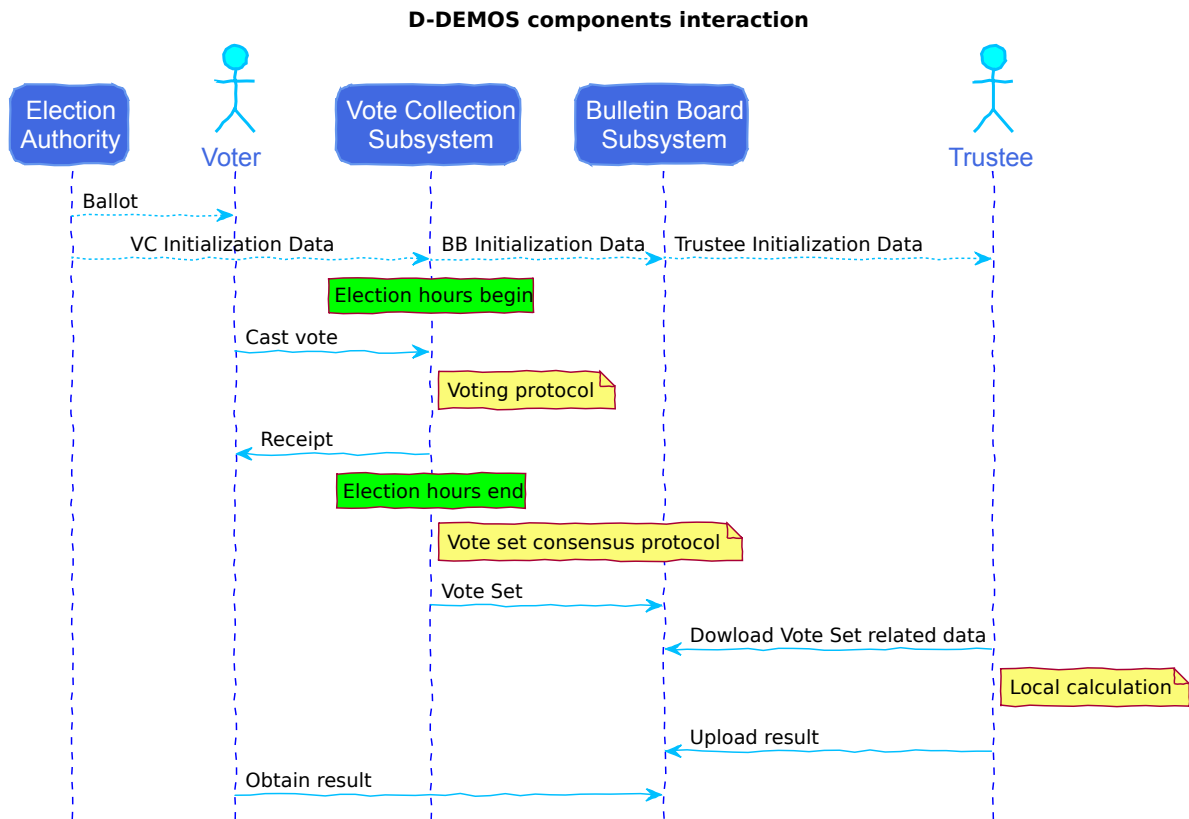 D-DEMOS components interaction
Election
Authority
Voter
Vote Collection
Subsystem
Bulletin Board
Subsystem
Trustee
Ballot
VC Initialization Data
BB Initialization Data
Trustee Initialization Data
Election hours begin
Cast vote
Voting protocol
Receipt
Election hours end
Vote set consensus protocol
Vote Set
Dowload Vote Set related data
Local calculation
Upload result
Obtain result